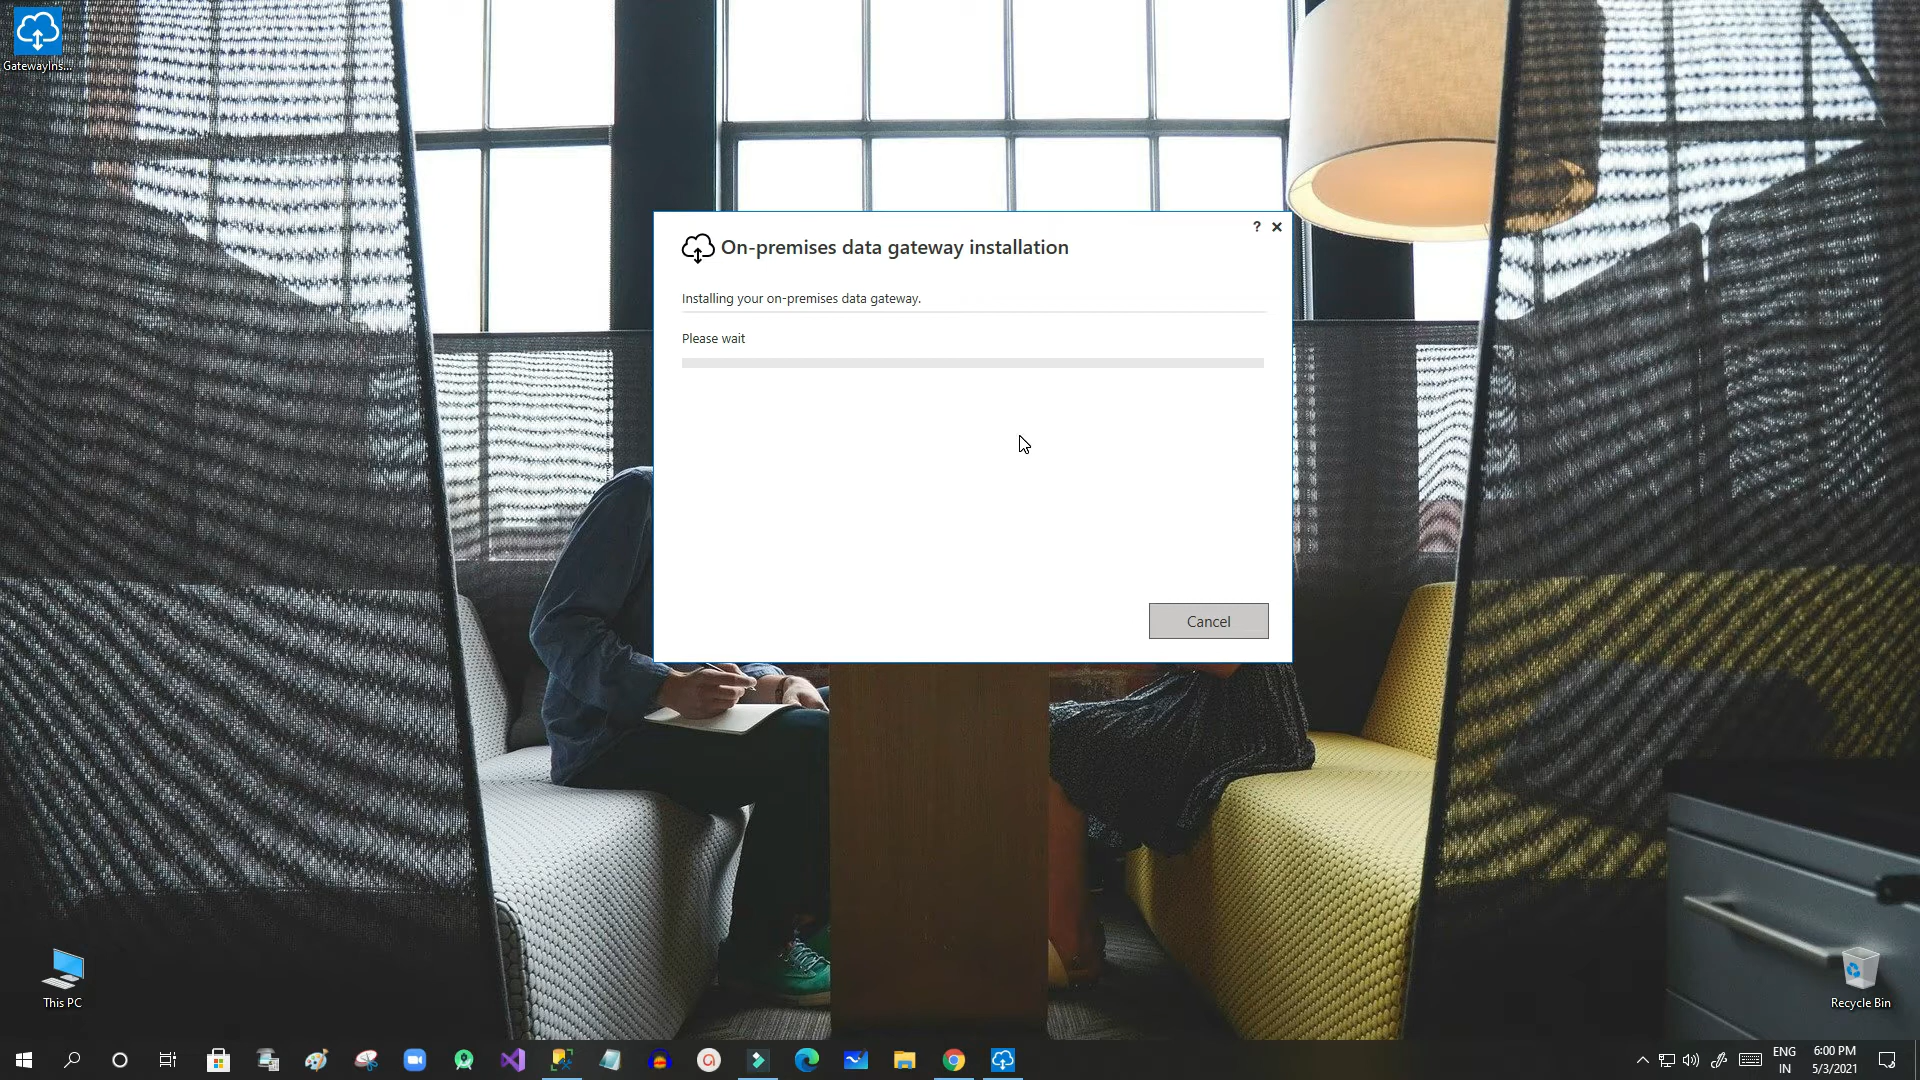 GatewayIns...
? ×
On-premises data gateway installation
Installing your on-premises data gateway.
Please wait
Cancel
This PC
Recycle Bin
ENG
IN
6:00 PM
5/3/2021